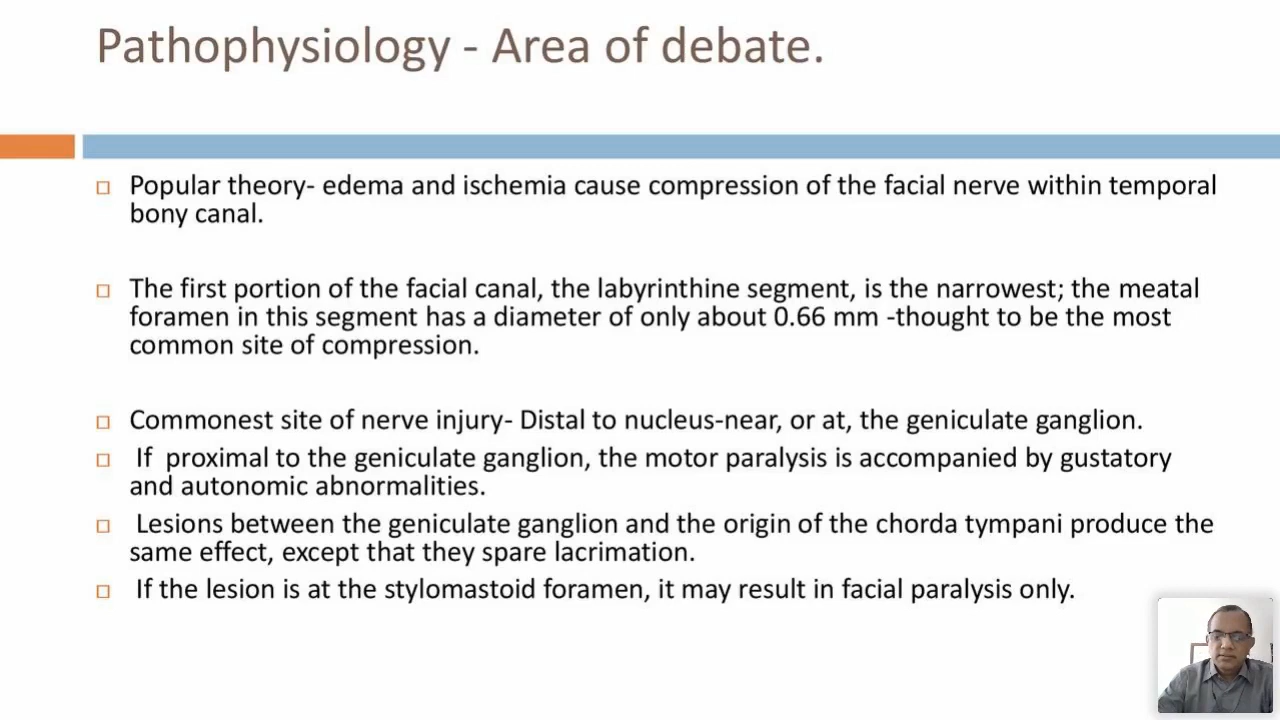 Pathophysiology - Area of debate.
Popular theory- edema and ischemia cause compression of the facial nerve within temporal
bony canal.
The first portion of the facial canal, the labyrinthine segment, is the narrowest; the meatal
foramen in this segment has a diameter of only about 0.66 mm -thought to be the most
common site of compression.
Commonest site of nerve injury- Distal to nucleus-near, or at, the geniculate ganglion.
If proximal to the geniculate ganglion, the motor paralysis is accompanied by gustatory
and autonomic abnormalities.
Lesions between the geniculate ganglion and the origin of the chorda tympani produce the
same effect, except that they spare lacrimation.
If the lesion is at the stylomastoid foramen, it may result in facial paralysis only.